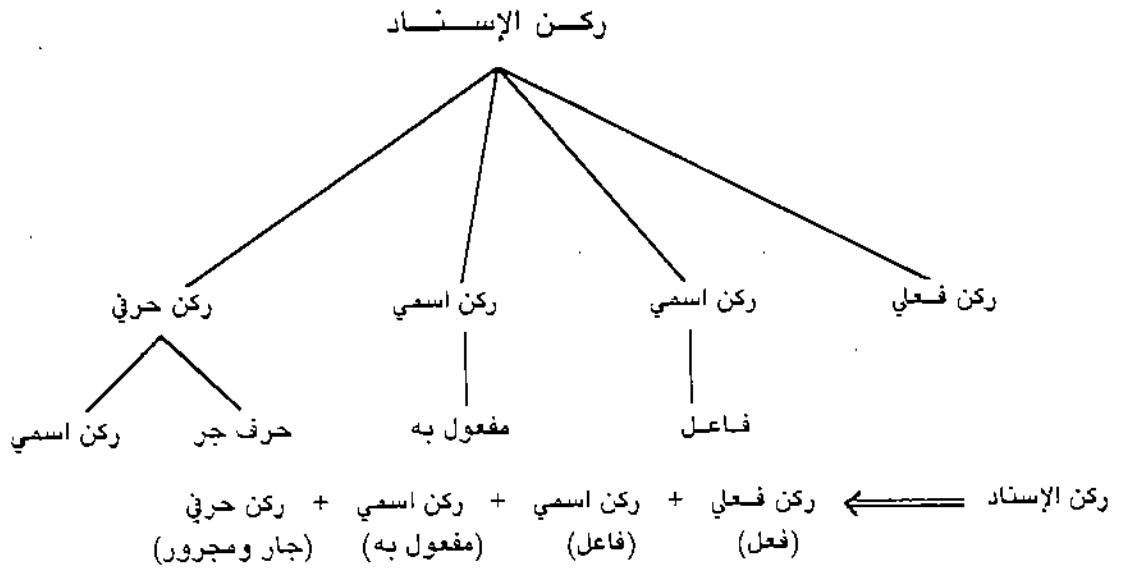 ركن الإسناد
ركن فعلي ركن اسمي ركن اسمي ركن حرفي
فاعل مفعول به حرف جر ركن اسمي
ركن الإسناد ⟸ ركن فعلي + ركن اسمي + ركن اسمي + ركن حرفي
(فعل) (فاعل) (مفعول به) (جار ومجرور)